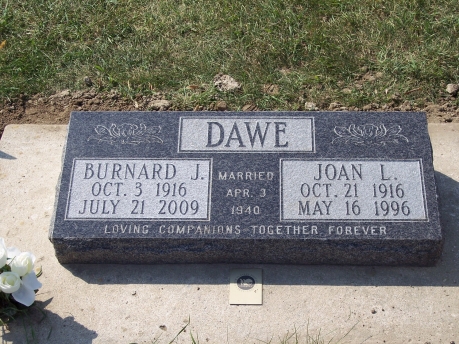 DAWE
BURNARD J.
OCT. 3 1916
JULY 21 2009
MARRIED
APR. 3
1940
JOAN L.
OCT. 21 1916
MAY 16 1996
LOVING COMPANIONS TOGETHER FOREVER